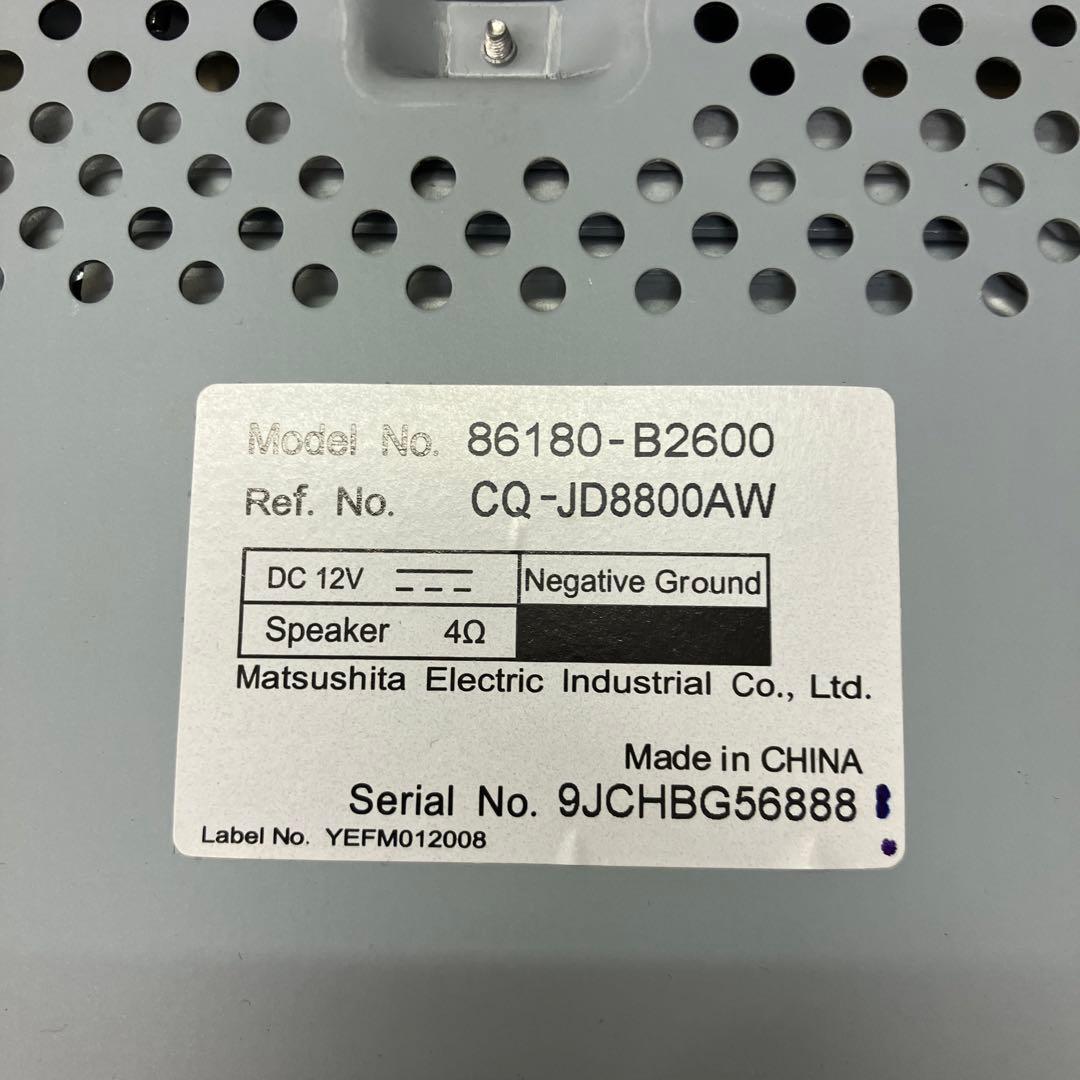 Model No. 86180-B2600
Ref. No. CQ-JD8800AW
DC 12V Negative Ground
Speaker 4Ω
Matsushita Electric Industrial Co., Ltd.
Made in CHINA
Serial No. 9JCHBG56888
Label No. YEFM012008